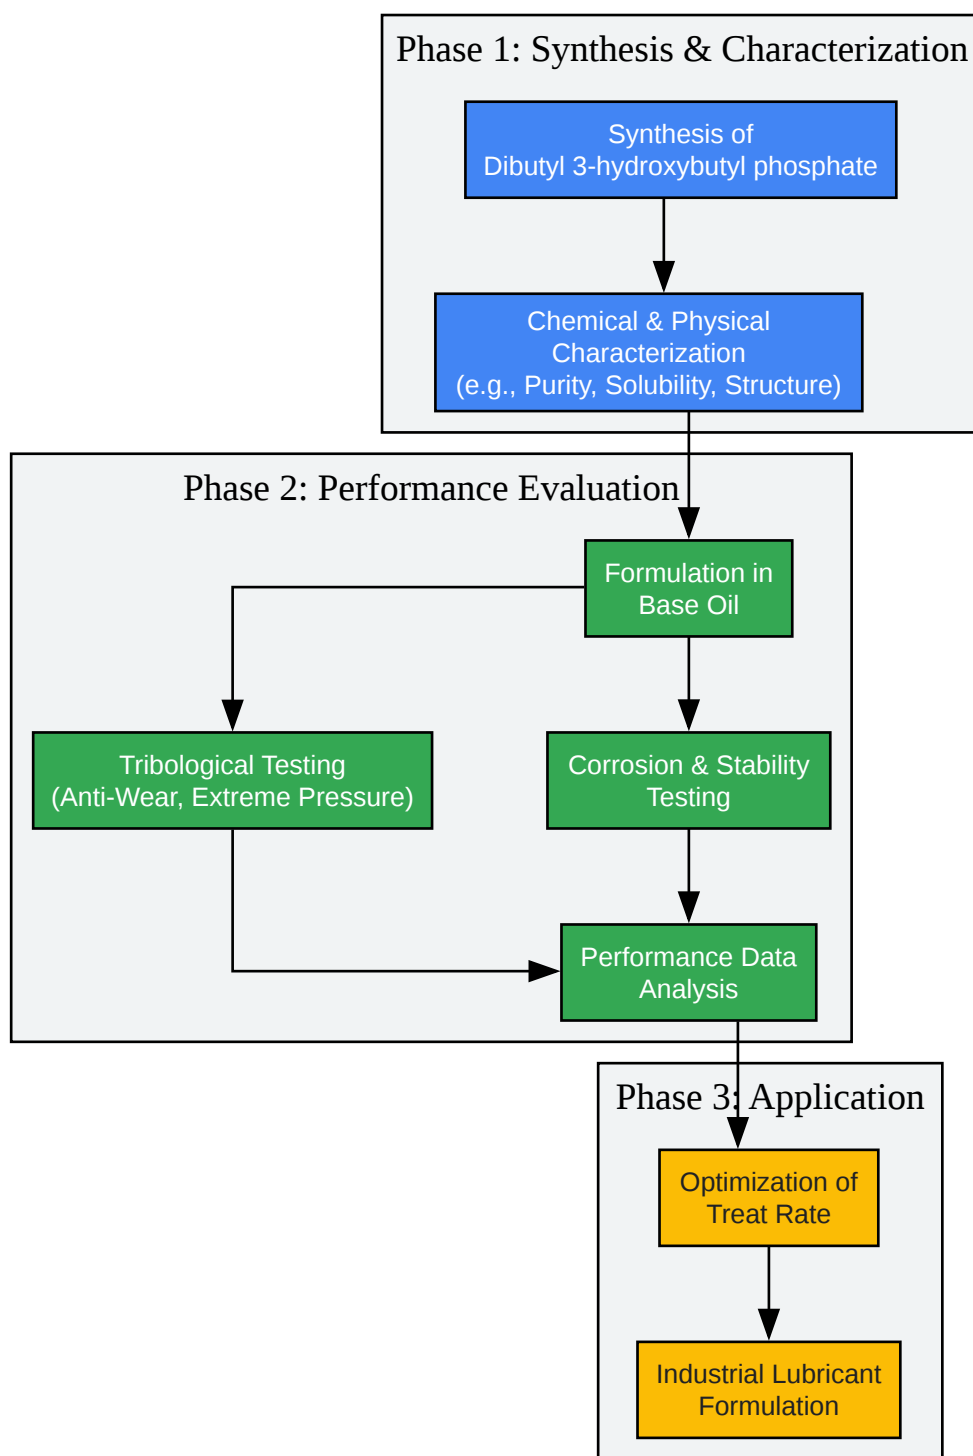 Phase 1: Synthesis & Characterization
Synthesis of
Dibutyl 3-hydroxybutyl phosphate
Chemical & Physical
Characterization
(e.g., Purity, Solubility, Structure)
Phase 2: Performance Evaluation
Formulation in
Base Oil
Tribological Testing
(Anti-Wear, Extreme Pressure)
Corrosion & Stability
Testing
Performance Data
Analysis
Phase 3: Application
Optimization of
Treat Rate
Industrial Lubricant
Formulation